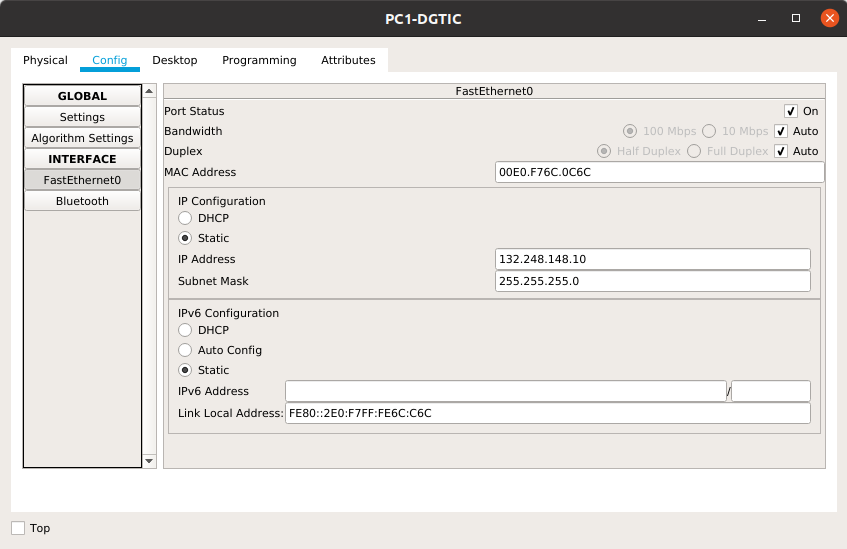 PC1-DGTIC
Physical Config Desktop Programming Attributes
GLOBAL
Settings
Algorithm Settings
INTERFACE
FastEthernet0
Bluetooth
FastEthernet0
Port Status On
Bandwidth 100 Mbps 10 Mbps Auto
Duplex Half Duplex Full Duplex Auto
MAC Address 00E0.F76C.0C6C
IP Configuration
DHCP
Static
IP Address 132.248.148.10
Subnet Mask 255.255.255.0
IPv6 Configuration
DHCP
Auto Config
Static
IPv6 Address /
Link Local Address: FE80::2E0:F7FF:FE6C:C6C
Top